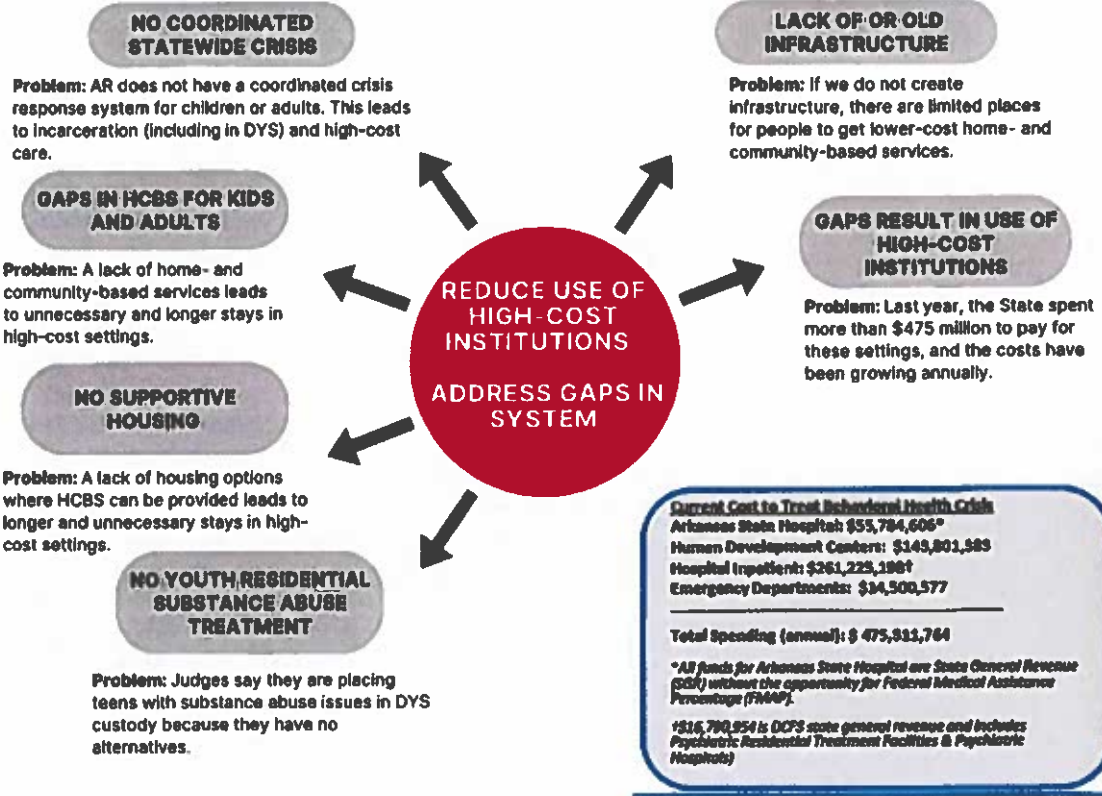 NO COORDINATED
STATEWIDE CRISIS
Problem: AR does not have a coordinated crisis
response system for children or adults. This leads
to incarceration (including in DYS) and high-cost
care.
GAPS IN HCBS FOR KIDS
AND ADULTS
Problem: A lack of home- and
community-based services leads
to unnecessary and longer stays in
high-cost settings.
NO SUPPORTIVE
HOUSING
Problem: A lack of housing options
where HCBS can be provided leads to
longer and unnecessary stays in high-
cost settings.
NO YOUTH RESIDENTIAL
SUBSTANCE ABUSE
TREATMENT
Problem: Judges say they are placing
teens with substance abuse issues in DYS
custody because they have no
alternatives.
REDUCE USE OF
HIGH-COST
INSTITUTIONS
ADDRESS GAPS IN
SYSTEM
LACK OF OR OLD
INFRASTRUCTURE
Problem: If we do not create
infrastructure, there are limited places
for people to get lower-cost home- and
community-based services.
GAPS RESULT IN USE OF
HIGH-COST
INSTITUTIONS
Problem: Last year, the State spent
more than $475 million to pay for
these settings, and the costs have
been growing annually.
Current Cost to Treat Behavioral Health Crisis
Arkansas State Hospital: $55,784,606*
Human Development Centers: $143,801,383
Hospital Inpatient: $261,225,198†
Emergency Departments: $14,500,577
Total Spending (annual): $ 475,311,764
*All funds for Arkansas State Hospital are State General Revenue
(SGR) without the opportunity for Federal Medical Assistance
Percentage (FMAP).
†$16,780,954 is DCFS state general revenue and includes
Psychiatric Residential Treatment Facilities & Psychiatric
Hospitals)